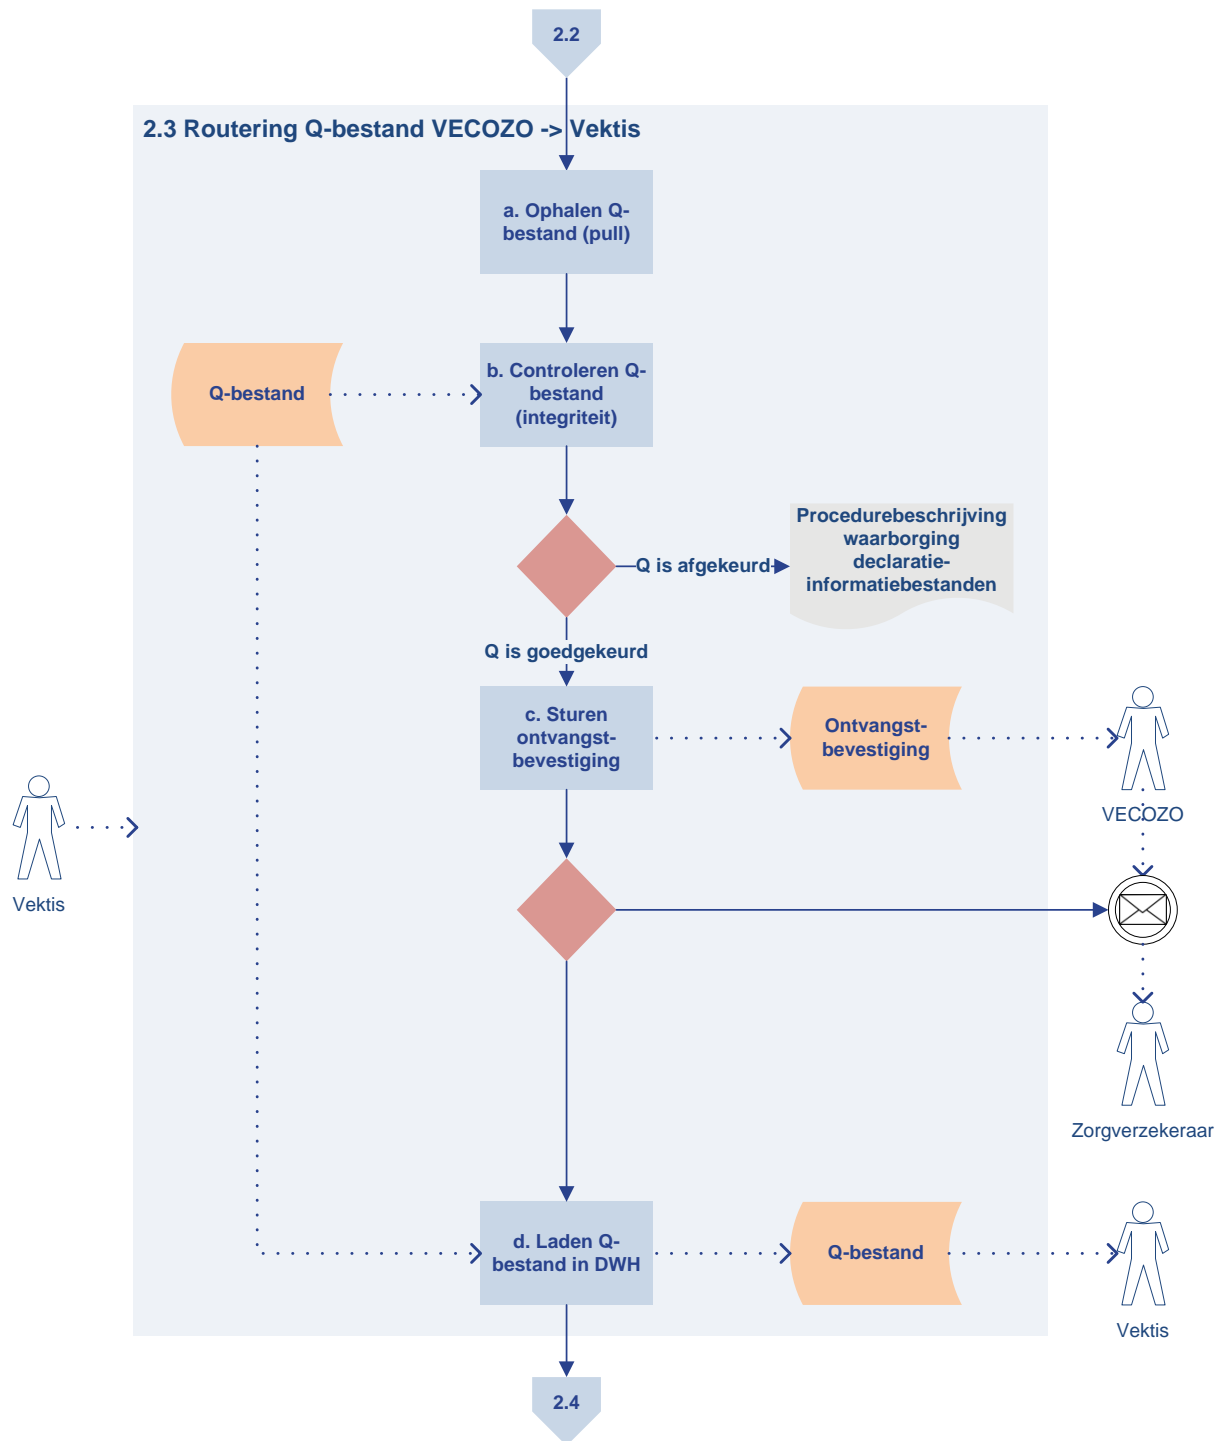 2.2
2.3 Routering Q-bestand VECOZO -> Vektis
a. Ophalen Q-
bestand (pull)
Q-bestand
b. Controleren Q-
bestand
(integriteit)
Q is afgekeurd
Procedurebeschrijving
waarborging
declaratie-
informatiebestanden
Q is goedgekeurd
c. Sturen
ontvangst-
bevestiging
Ontvangst-
bevestiging
VECOZO
Vektis
Zorgverzekeraar
d. Laden Q-
bestand in DWH
Q-bestand
Vektis
2.4